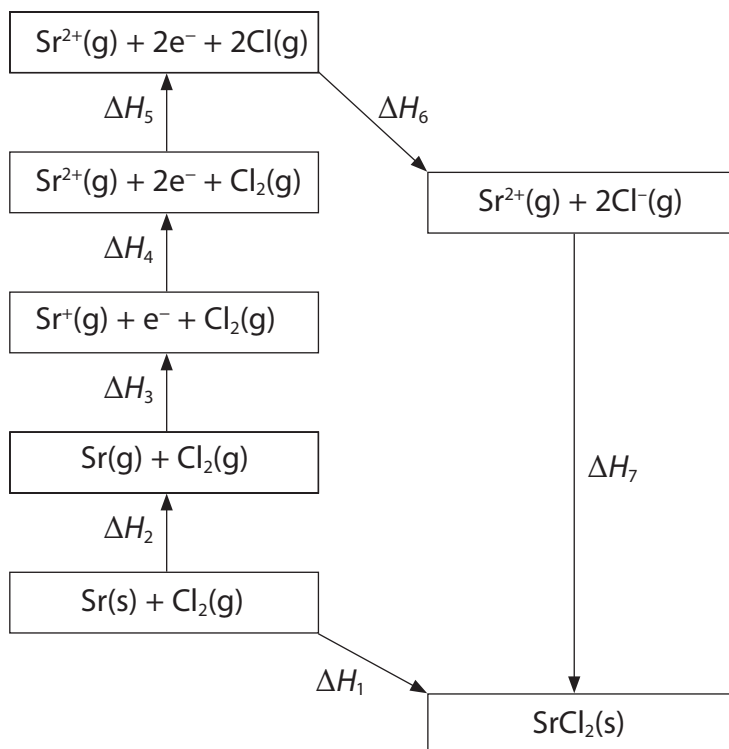 Sr²⁺(g) + 2e⁻ + 2Cl(g)
ΔH₅
ΔH₆
Sr²⁺(g) + 2e⁻ + Cl₂(g)
Sr²⁺(g) + 2Cl⁻(g)
ΔH₄
Sr⁺(g) + e⁻ + Cl₂(g)
ΔH₃
Sr(g) + Cl₂(g)
ΔH₇
ΔH₂
Sr(s) + Cl₂(g)
ΔH₁
SrCl₂(s)